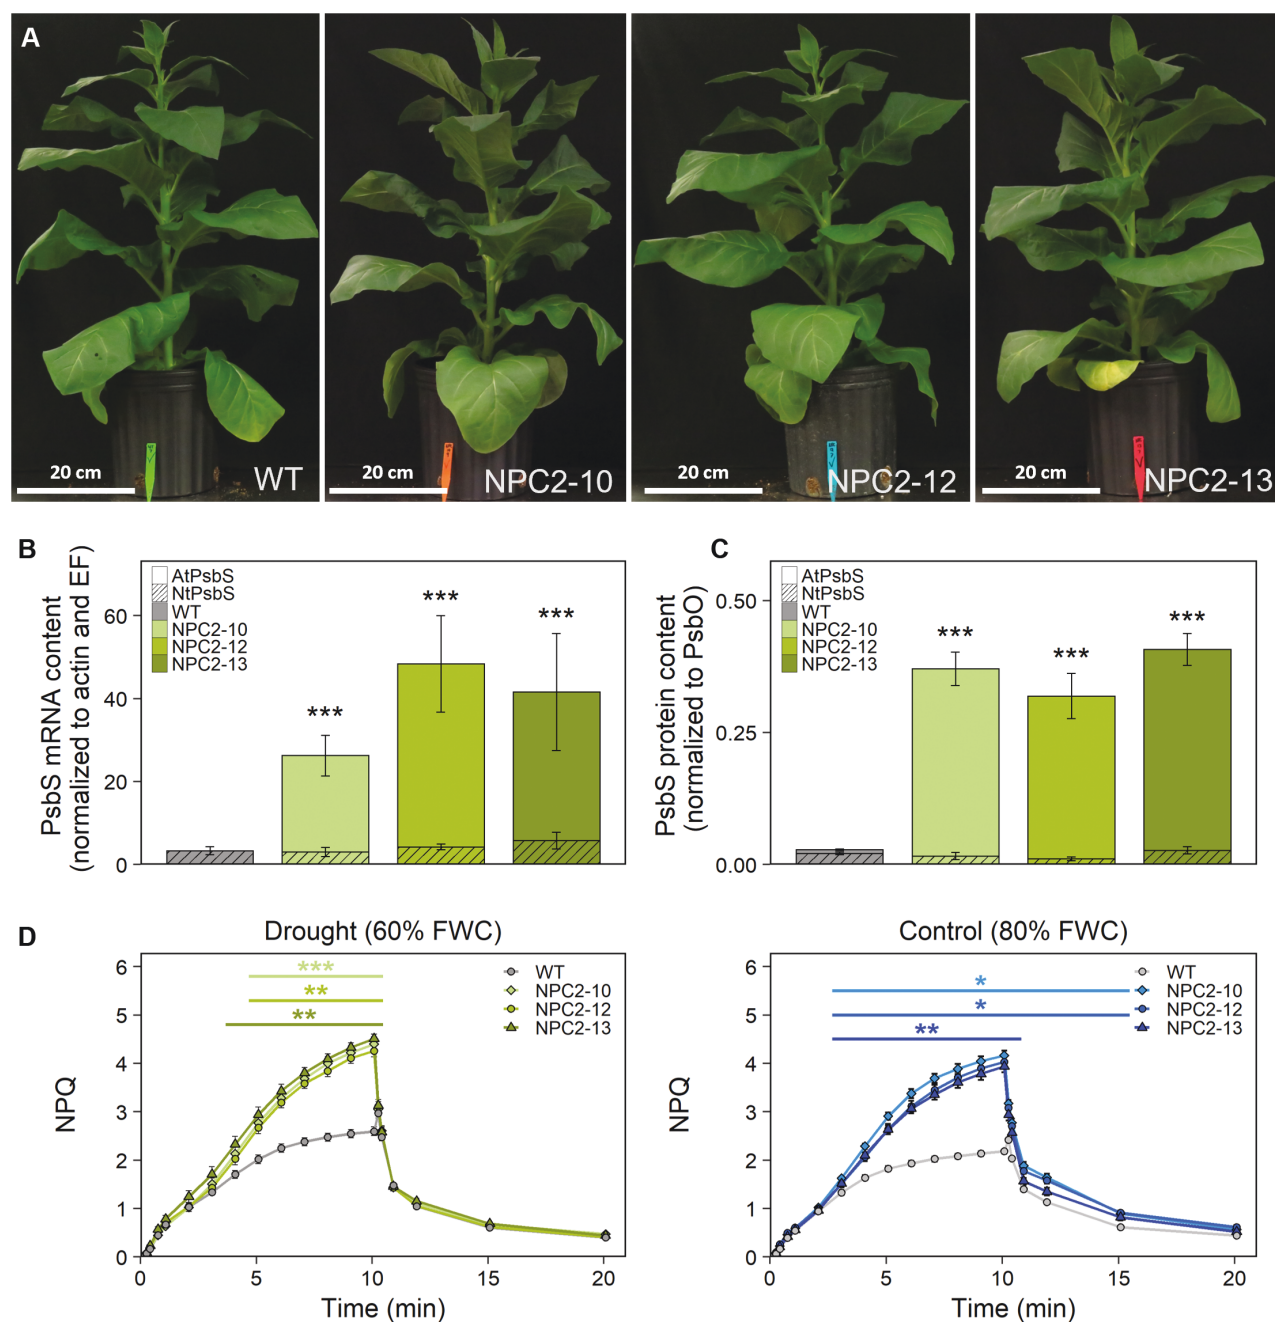 A
20 cm
WT
20 cm
NPC2-10
20 cm
NPC2-12
20 cm
NPC2-13
B
PsbS mRNA content
(normalized to actin and EF)
60
40
20
0
AtPsbS
NtPsbS
WT
NPC2-10
NPC2-12
NPC2-13
***
***
***
C
PsbS protein content
(normalized to PsbO)
0.50
0.25
0.00
AtPsbS
NtPsbS
WT
NPC2-10
NPC2-12
NPC2-13
***
***
***
D
Drought (60% FWC)
NPQ
6
5
4
3
2
1
0
***
**
**
WT
NPC2-10
NPC2-12
NPC2-13
0 5 10 15 20
Time (min)
Control (80% FWC)
NPQ
6
5
4
3
2
1
0
*
*
**
WT
NPC2-10
NPC2-12
NPC2-13
0 5 10 15 20
Time (min)